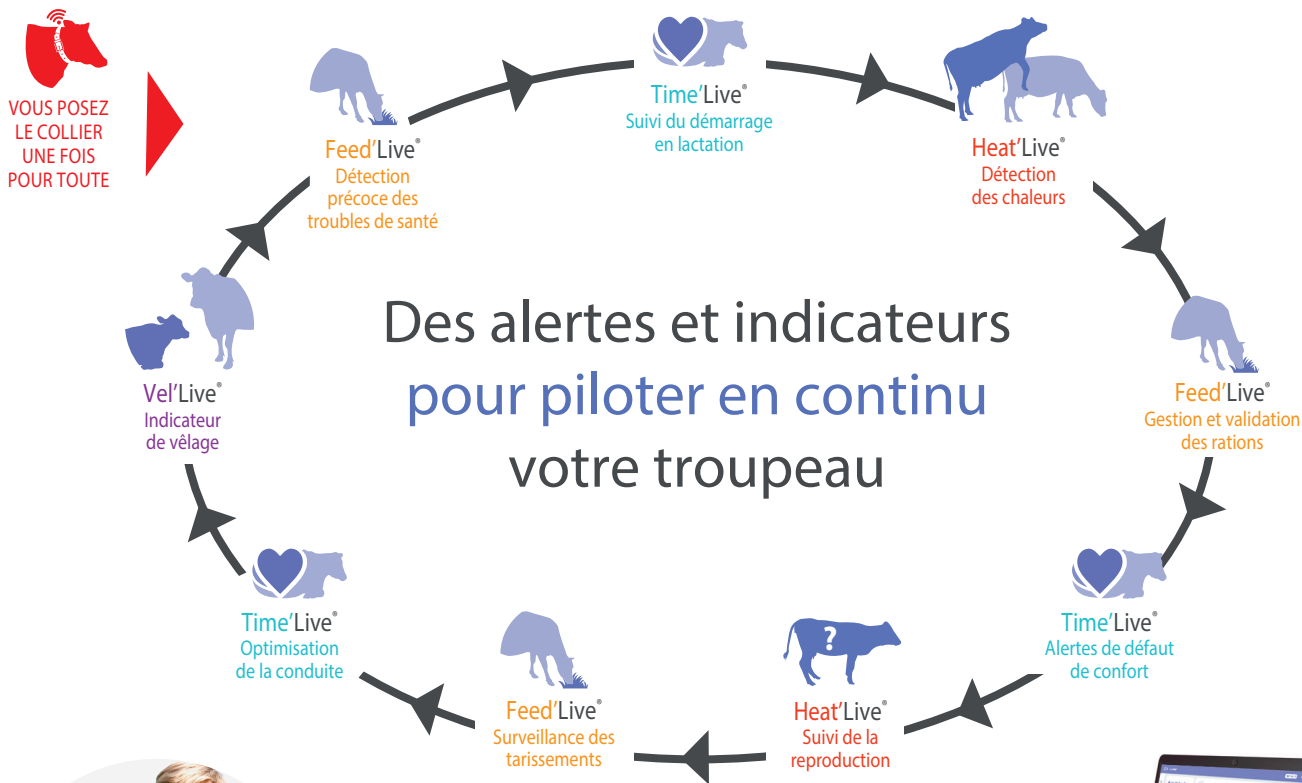 VOUS POSEZ
LE COLLIER
UNE FOIS
POUR TOUTE
Feed'Live®
Détection
précoce des
troubles de santé
Time'Live®
Suivi du démarrage
en lactation
Heat'Live®
Détection
des chaleurs
Feed'Live®
Gestion et validation
des rations
Time'Live®
Alertes de défaut
de confort
Heat'Live®
Suivi de la
reproduction
Feed'Live®
Surveillance des
tarissements
Time'Live®
Optimisation
de la conduite
Vel'Live®
Indicateur
de vêlage
Des alertes et indicateurs
pour piloter en continu
votre troupeau
?